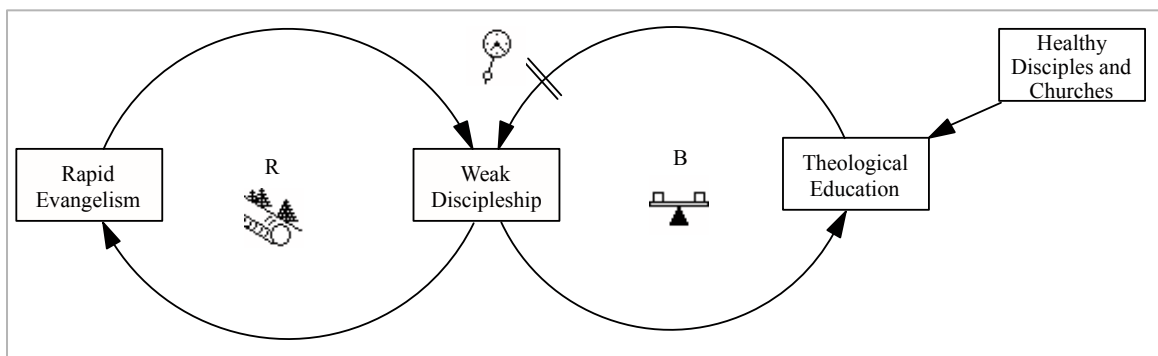 Healthy
Disciples and
Churches
Rapid
Evangelism
R
Weak
Discipleship
B
Theological
Education